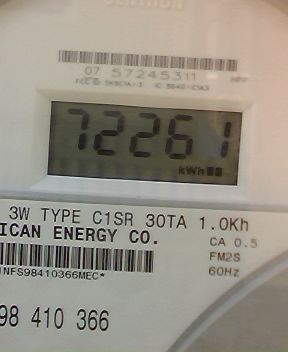 CENTRON
07 57245311
72261
kWh
3W TYPE C1SR 30TA 1.0Kh
ICAN ENERGY CO.
CA 0.5
FM2S
60Hz
INFS98410366MEC*
98 410 366